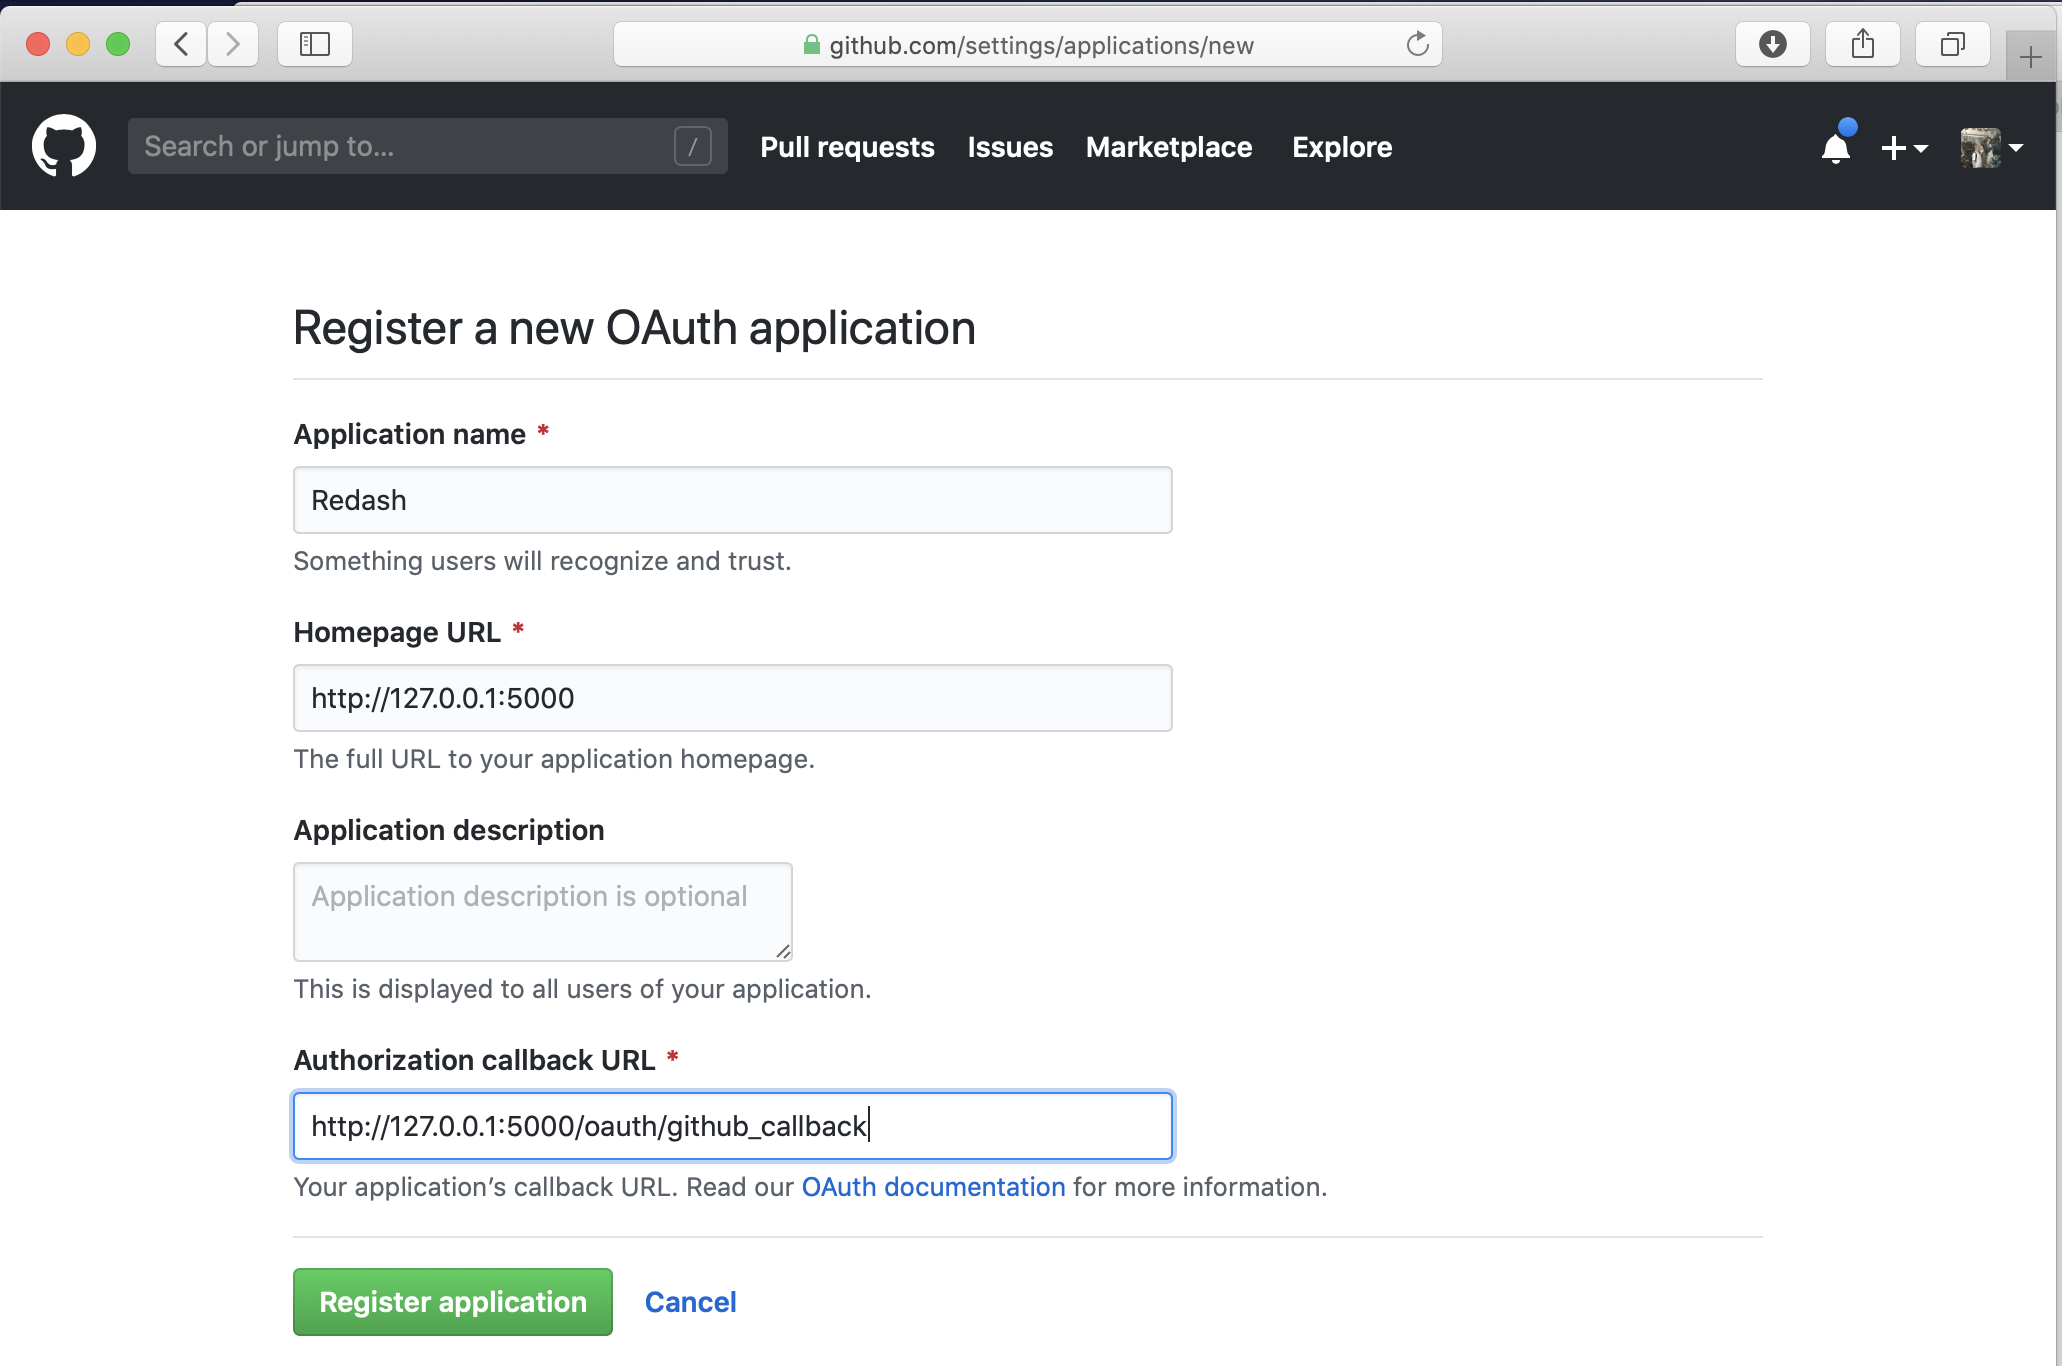 github.com/settings/applications/new
Search or jump to... /
Pull requests Issues Marketplace Explore
Register a new OAuth application
Application name *
Redash
Something users will recognize and trust.
Homepage URL *
http://127.0.0.1:5000
The full URL to your application homepage.
Application description
Application description is optional
This is displayed to all users of your application.
Authorization callback URL *
http://127.0.0.1:5000/oauth/github_callback
Your application’s callback URL. Read our OAuth documentation for more information.
Register application Cancel